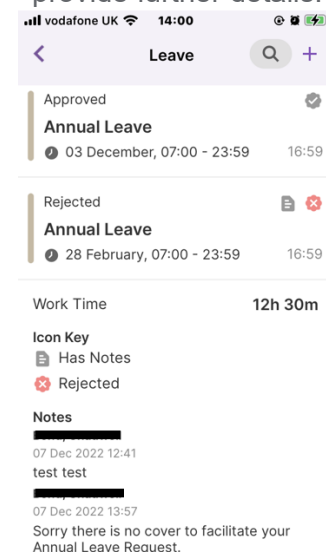 provide further details.
vodafone UK 14:00
Leave
Approved
Annual Leave
03 December, 07:00 - 23:59 16:59
Rejected
Annual Leave
28 February, 07:00 - 23:59 16:59
Work Time 12h 30m
Icon Key
Has Notes
Rejected
Notes
07 Dec 2022 12:41
test test
07 Dec 2022 13:57
Sorry there is no cover to facilitate your
Annual Leave Request.